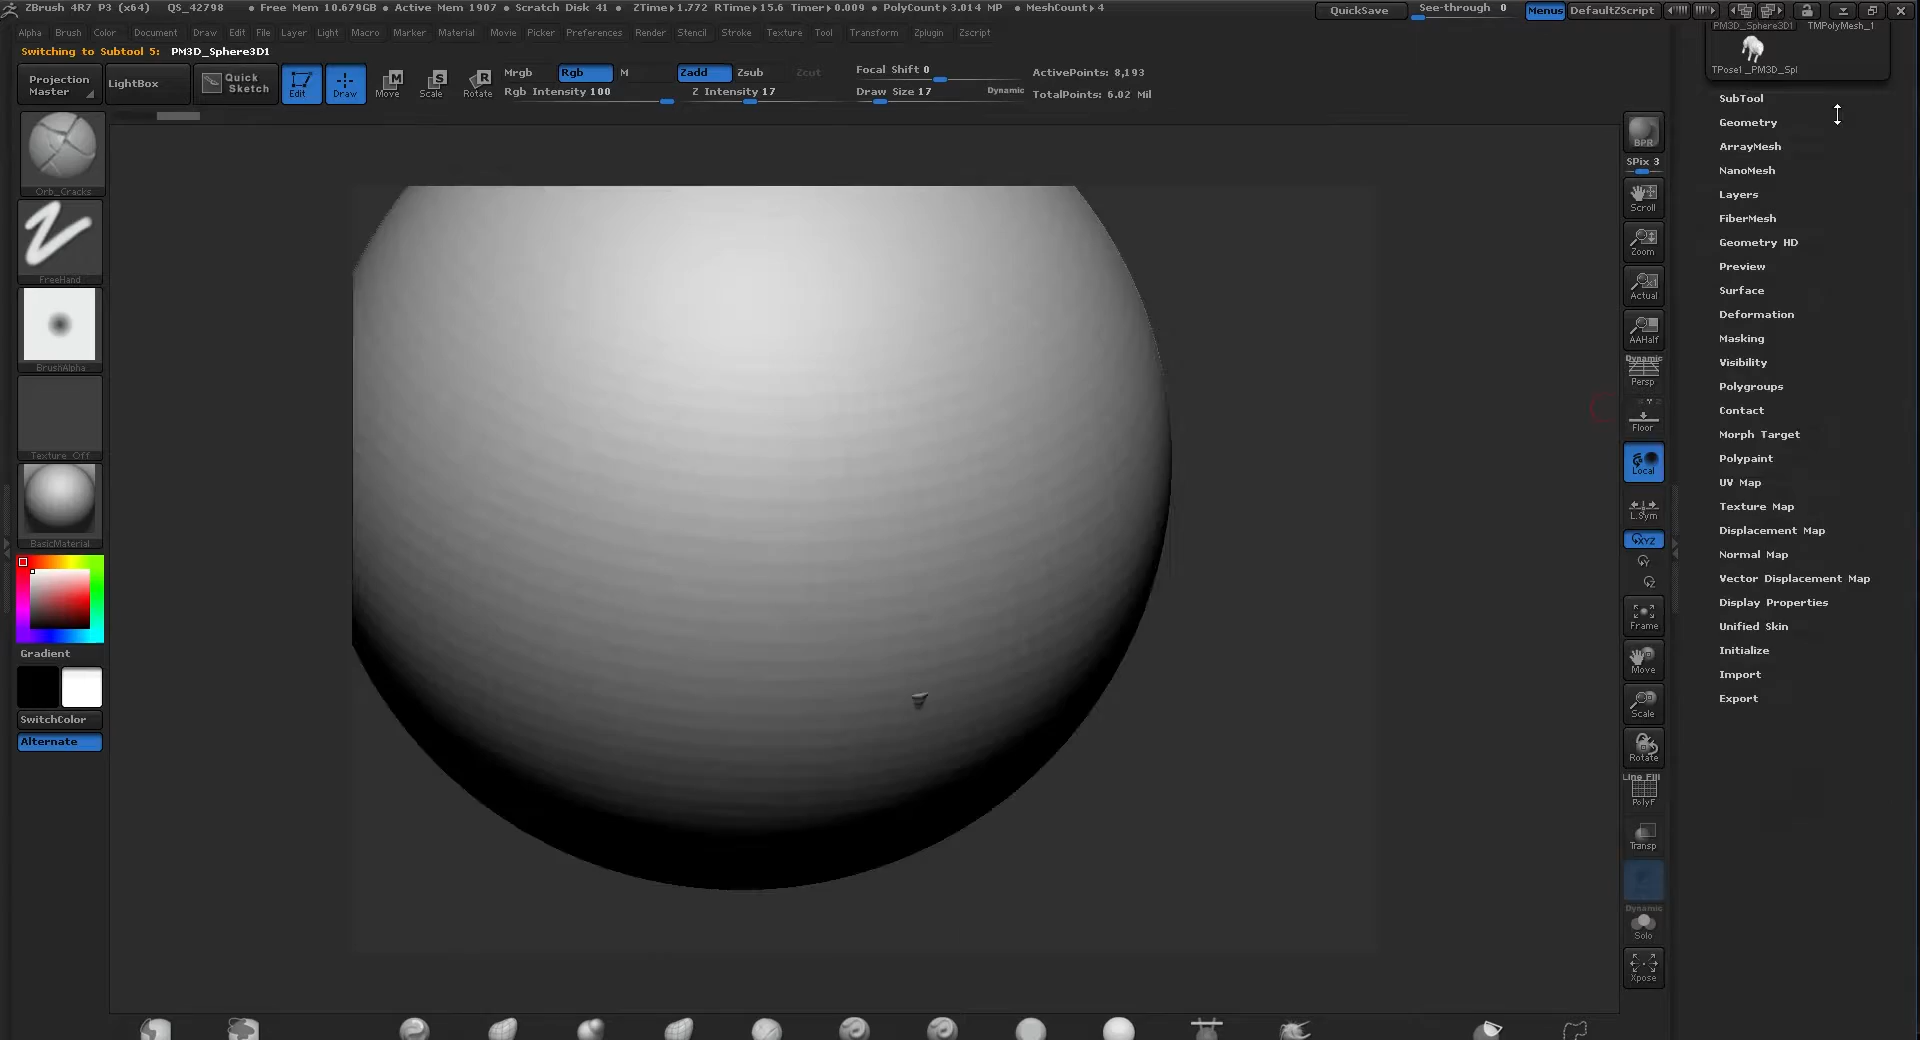 ZBrush 4R7 P3 (x64) QS_42798 • Free Mem 10.679GB • Active Mem 1907 • Scratch Disk 41 • ZTime▸1.772 RTime▸15.6 Timer▸0.009 • PolyCount▸3.014 MP • MeshCount▸4 QuickSave See-through 0 Menus DefaultZScript
Alpha Brush Color Document Draw Edit File Layer Light Macro Marker Material Movie Picker Preferences Render Stencil Stroke Texture Tool Transform Zplugin Zscript
Switching to Subtool 5: PM3D_Sphere3D1
Projection Master
LightBox
Quick Sketch
Edit
Draw
Move
Scale
Rotate
Mrgb Rgb M
Rgb Intensity 100
Zadd Zsub Zcut
Z Intensity 17
Focal Shift 0
Draw Size 17
Dynamic
ActivePoints: 8,193
TotalPoints: 6.02 Mil
Orb_Cracks
FreeHand
BrushAlpha
Texture Off
BasicMaterial
Gradient
SwitchColor
Alternate
BPR
SPix 3
Scroll
Zoom
Actual
AAHalf
Dynamic
Persp
Floor
Local
L.Sym
XYZ
Y
Z
Frame
Move
Scale
Rotate
Line Fill
PolyF
Transp
Dynamic
Solo
Xpose
PM3D_Sphere3D1 TMPolyMesh_1
TPose1_PM3D_Spl
SubTool
Geometry
ArrayMesh
NanoMesh
Layers
FiberMesh
Geometry HD
Preview
Surface
Deformation
Masking
Visibility
Polygroups
Contact
Morph Target
Polypaint
UV Map
Texture Map
Displacement Map
Normal Map
Vector Displacement Map
Display Properties
Unified Skin
Initialize
Import
Export